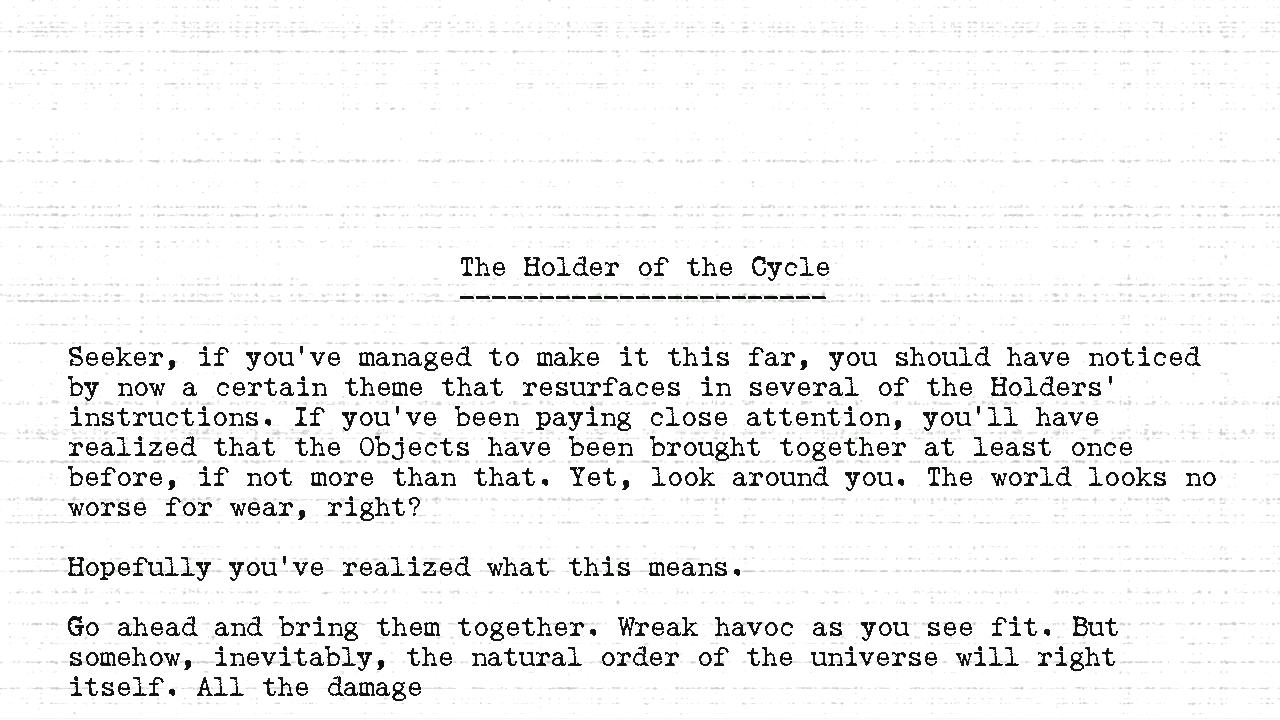 The Holder of the Cycle
-----------------------
Seeker, if you've managed to make it this far, you should have noticed
by now a certain theme that resurfaces in several of the Holders'
instructions. If you've been paying close attention, you'll have
realized that the Objects have been brought together at least once
before, if not more than that. Yet, look around you. The world looks no
worse for wear, right?
Hopefully you've realized what this means.
Go ahead and bring them together. Wreak havoc as you see fit. But
somehow, inevitably, the natural order of the universe will right
itself. All the damage